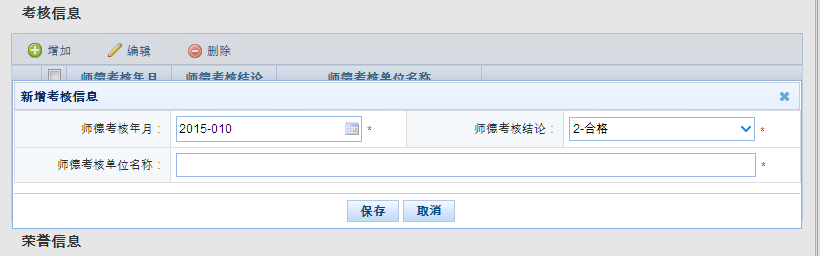 考核信息
增加 编辑 删除
师德考核年月 师德考核结论 师德考核单位名称
新增考核信息
师德考核年月： 2015-010 * 师德考核结论： 2-合格 *
师德考核单位名称： *
保存 取消
荣誉信息